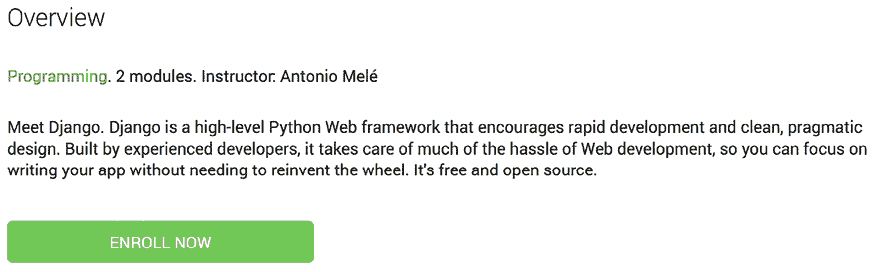 Overview
Programming. 2 modules. Instructor: Antonio Melé
Meet Django. Django is a high-level Python Web framework that encourages rapid development and clean, pragmatic
design. Built by experienced developers, it takes care of much of the hassle of Web development, so you can focus on
writing your app without needing to reinvent the wheel. It's free and open source.
ENROLL NOW